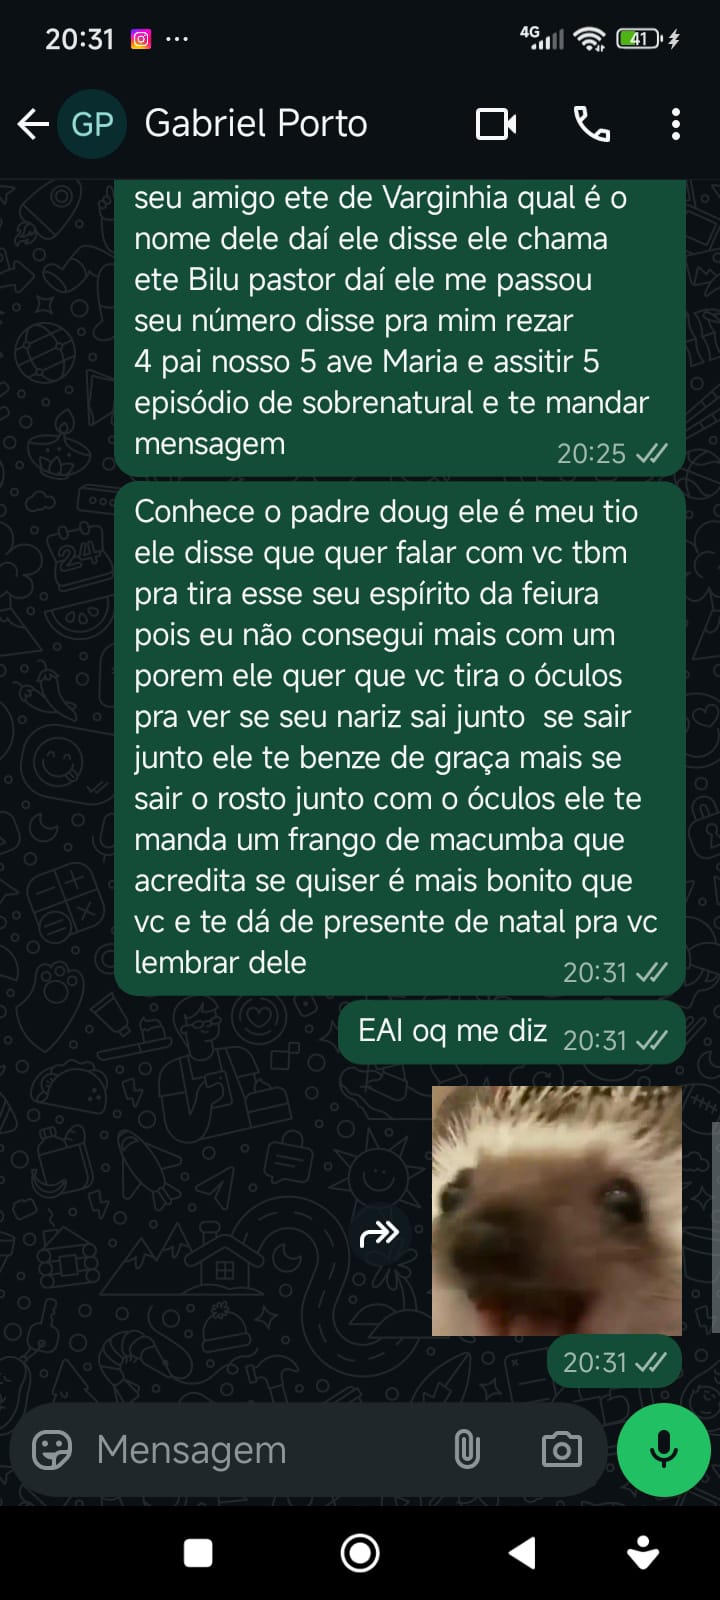 20:31
4G
41
GP Gabriel Porto
seu amigo ete de Varginhia qual é o
nome dele daí ele disse ele chama
ete Bilu pastor daí ele me passou
seu número disse pra mim rezar
4 pai nosso 5 ave Maria e assitir 5
episódio de sobrenatural e te mandar
mensagem
20:25
Conhece o padre doug ele é meu tio
ele disse que quer falar com vc tbm
pra tira esse seu espírito da feiura
pois eu não consegui mais com um
porem ele quer que vc tira o óculos
pra ver se seu nariz sai junto  se sair
junto ele te benze de graça mais se
sair o rosto junto com o óculos ele te
manda um frango de macumba que
acredita se quiser é mais bonito que
vc e te dá de presente de natal pra vc
lembrar dele
20:31
EAI oq me diz
20:31
20:31
Mensagem